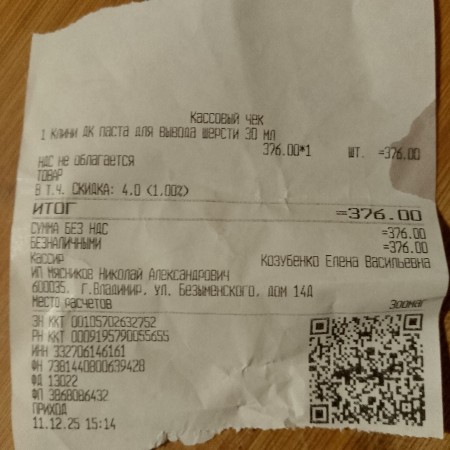 Кассовый чек
1 Клини ДК паста для вывода шерсти 30 мл
376.00*1 шт. =376.00
НДС не облагается
ТОВАР
В т.ч. СКИДКА: 4.0 (1.00%)
ИТОГ =376.00
СУММА БЕЗ НДС =376.00
БЕЗНАЛИЧНЫМИ =376.00
Кассир Козубенко Елена Васильевна
ИП Мясников Николай Александрович
600035, г.Владимир, ул. Безыменского, дом 14Д
Место расчетов Зоомаг
ЗН ККТ 00105702632752
РН ККТ 0009195790055655
ИНН 332706146161
ФН 7381440800639428
ФД 13022
ФП 3868086432
ПРИХОД
11.12.25 15:14